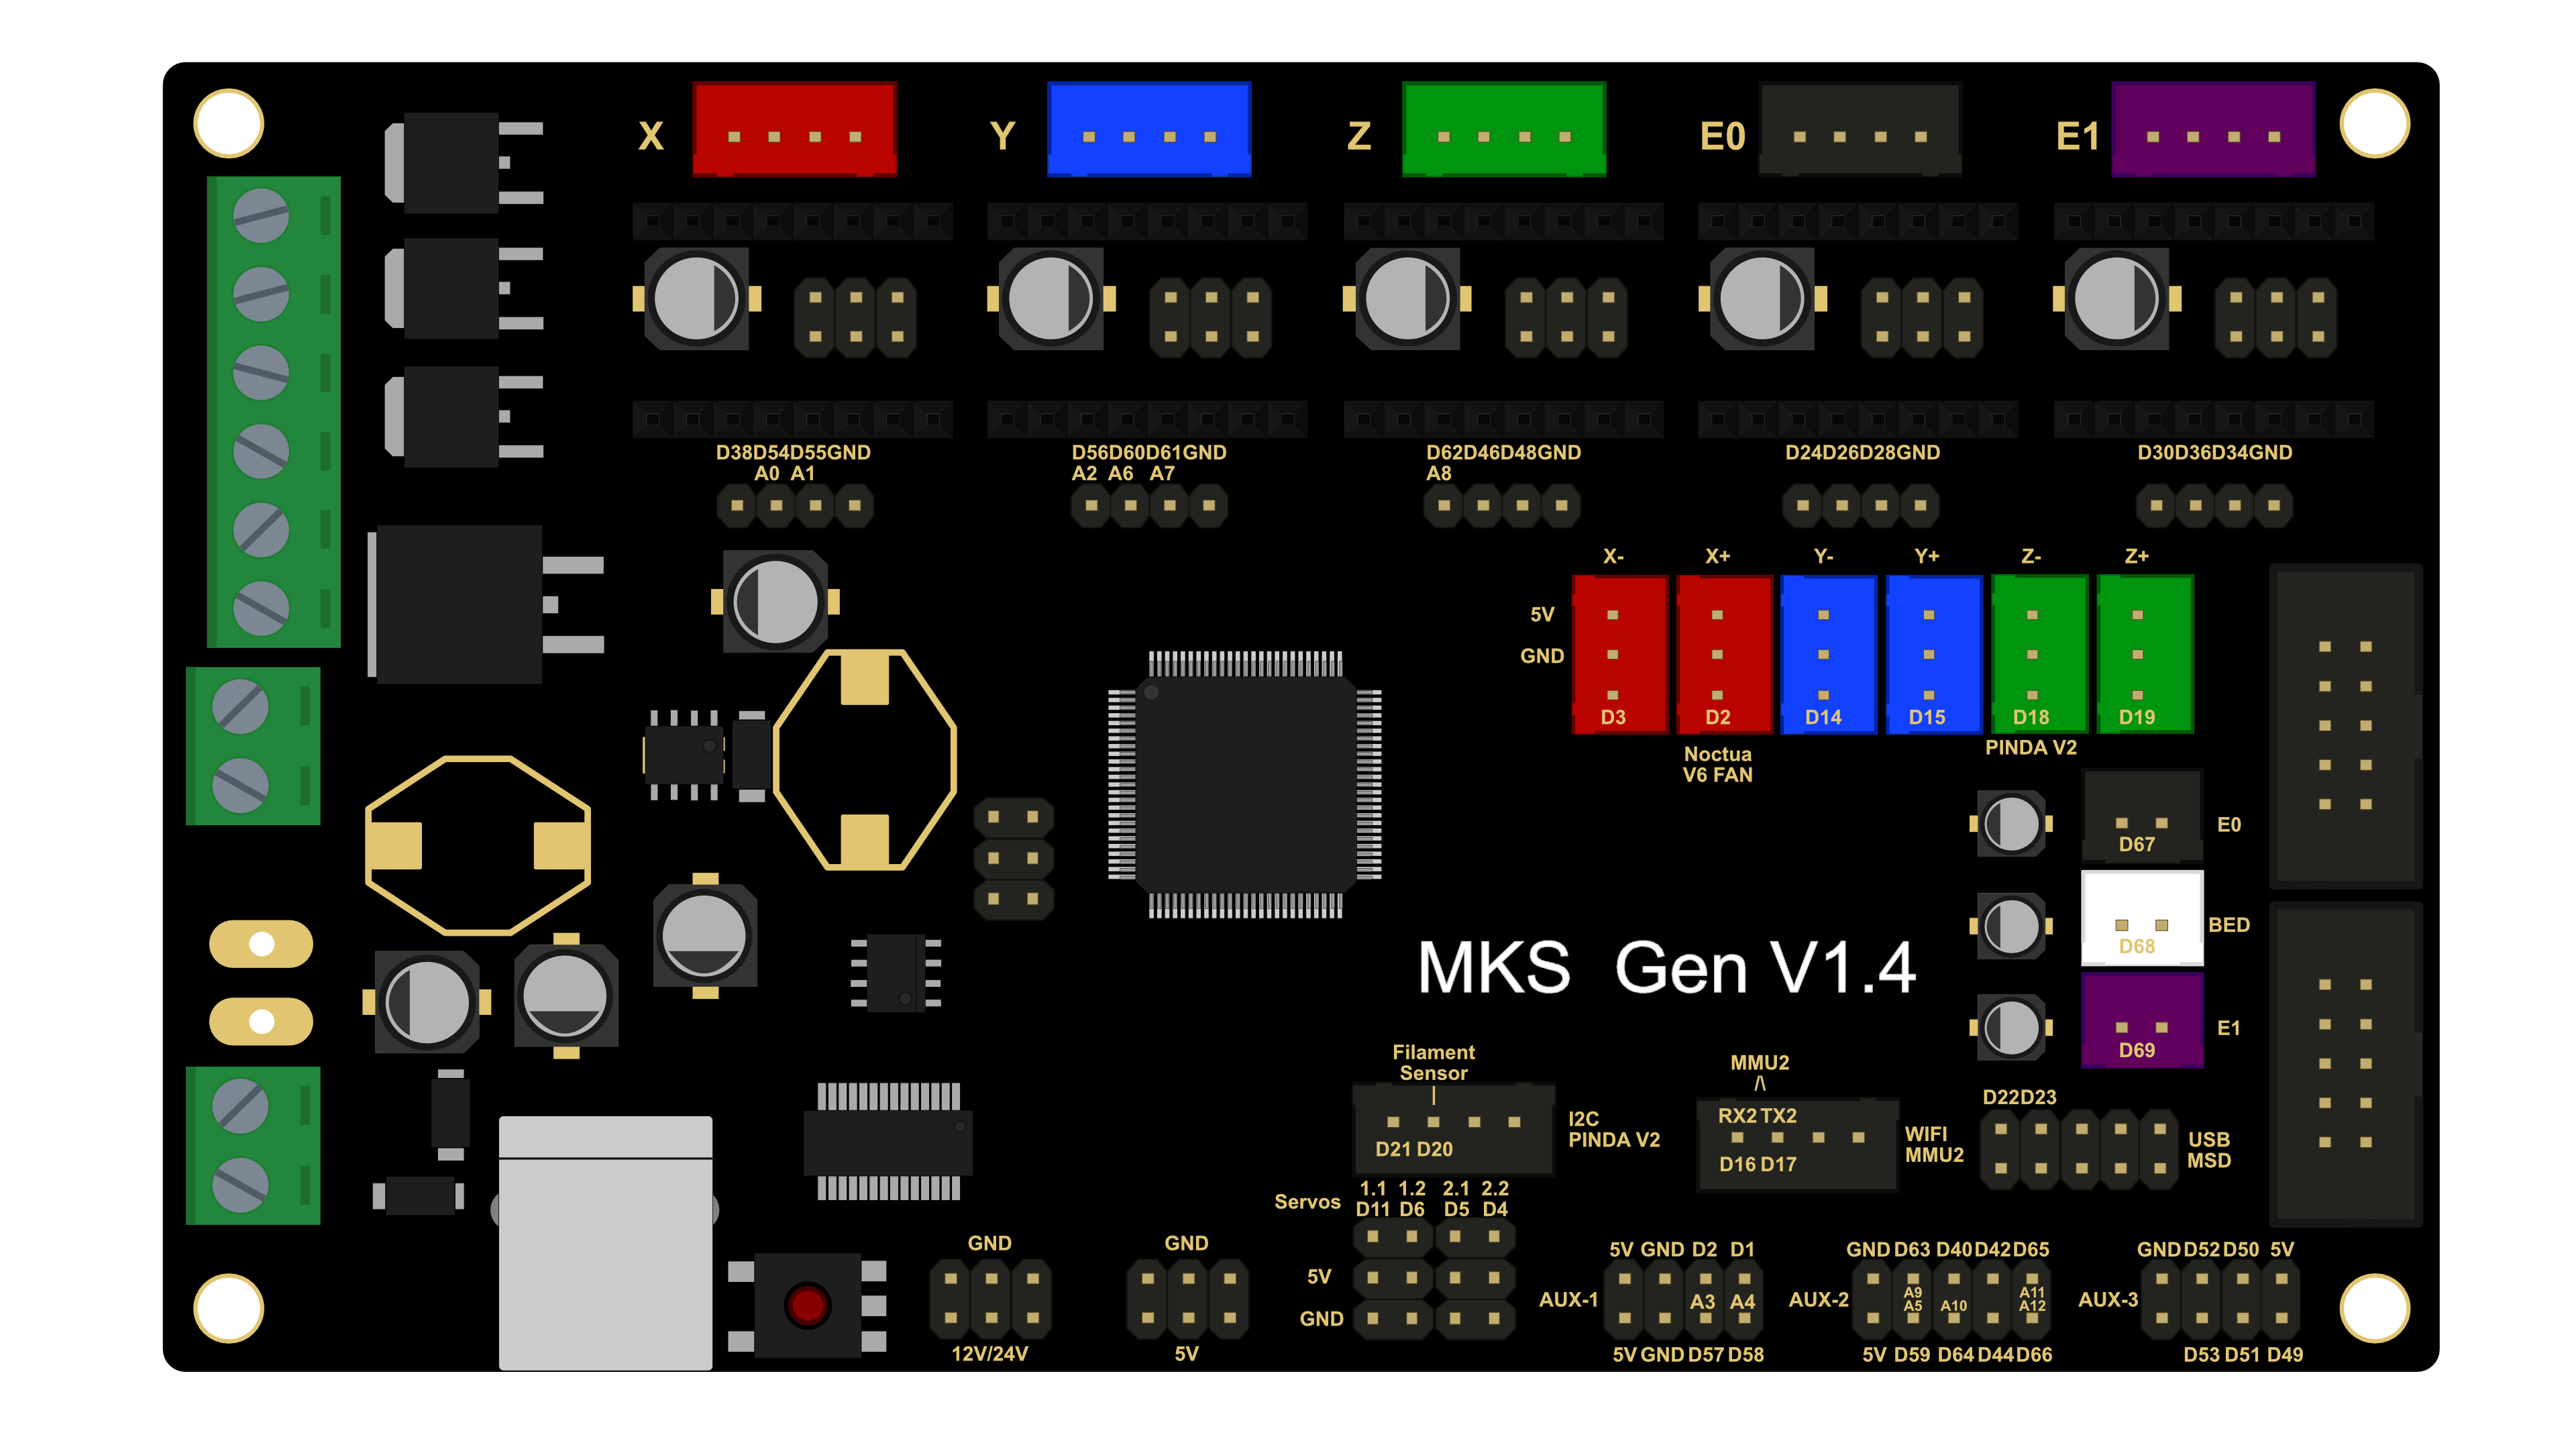 X
Y
Z
E0
E1
D38D54D55GND
A0 A1
D56D60D61GND
A2 A6 A7
D62D46D48GND
A8
D24D26D28GND
D30D36D34GND
X- X+ Y- Y+ Z- Z+
5V
GND
D3 D2 D14 D15 D18 D19
Noctua
V6 FAN
PINDA V2
D67
E0
D68
BED
D69
E1
MKS Gen V1.4
Filament
Sensor
D21 D20
I2C
PINDA V2
MMU2
/\
RX2 TX2
D16 D17
WIFI
MMU2
D22D23
USB
MSD
Servos
1.1 1.2 2.1 2.2
D11 D6 D5 D4
5V
GND
GND
12V/24V
GND
5V
5V GND D2 D1
AUX-1
A3 A4
5V GND D57 D58
GND D63 D40 D42 D65
AUX-2
A9 A11
A5 A10 A12
5V D59 D64 D44 D66
GND D52 D50 5V
AUX-3
D53 D51 D49